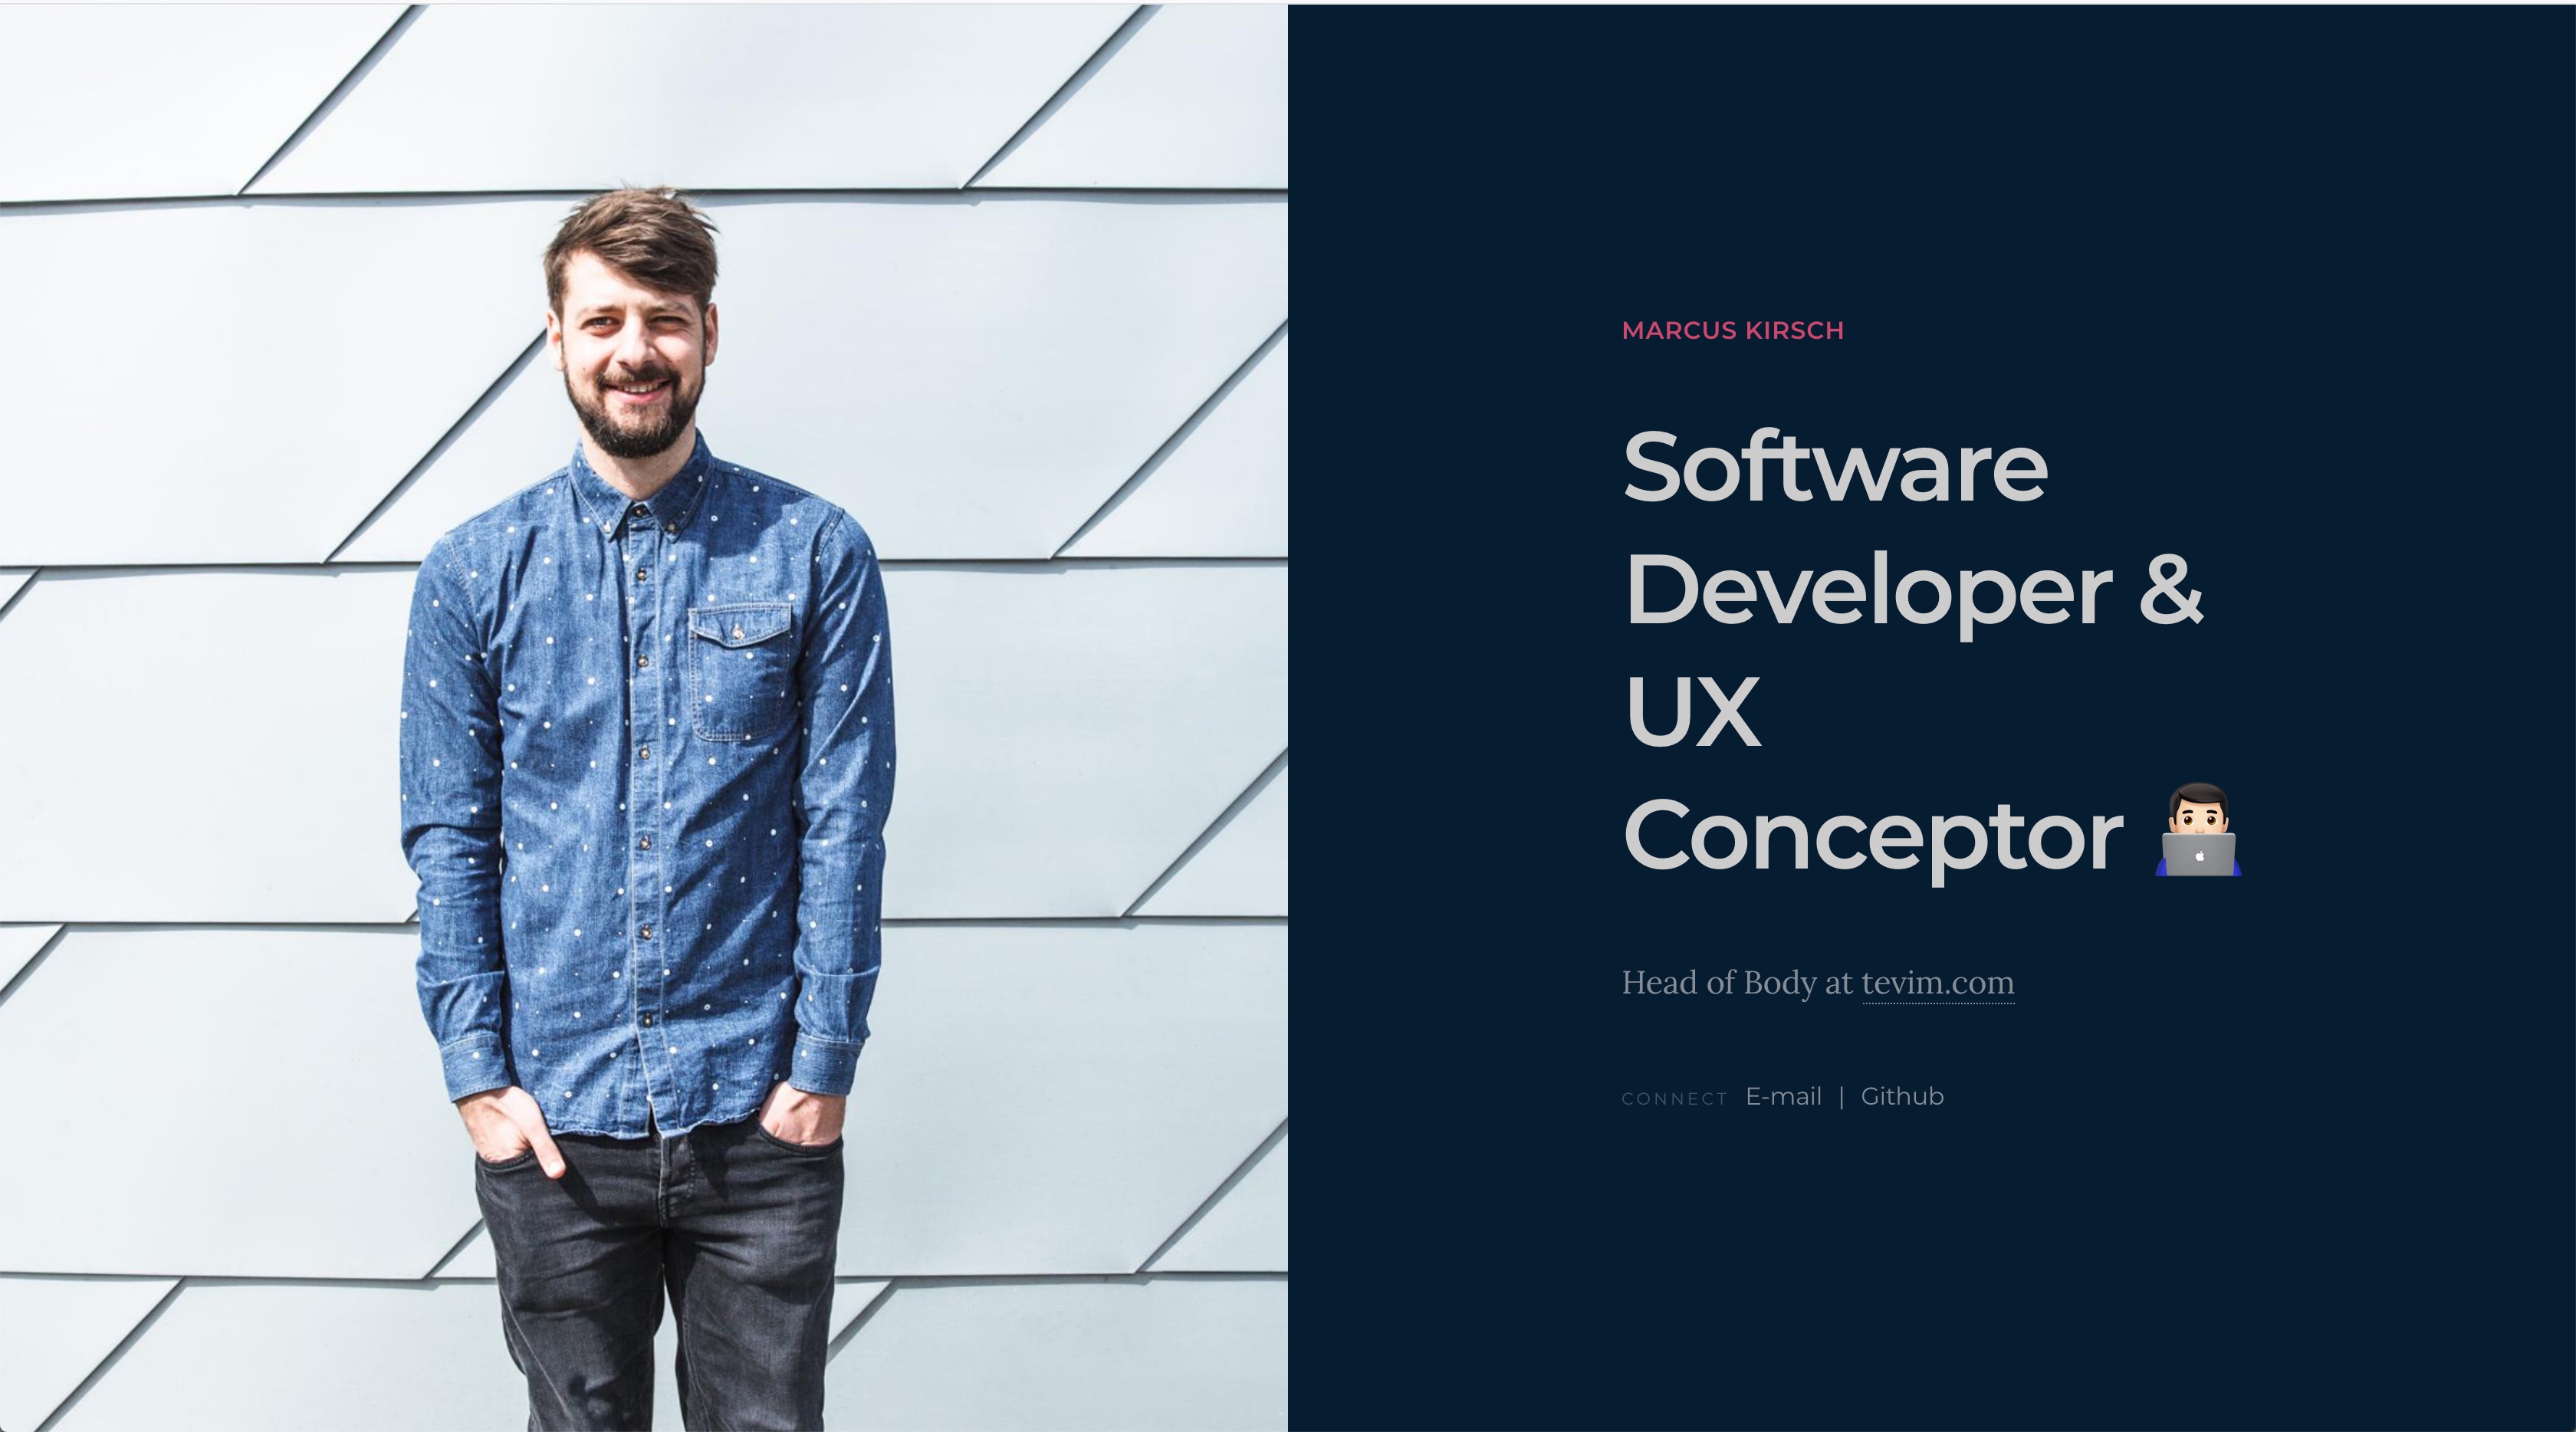 MARCUS KIRSCH
Software
Developer &
UX
Conceptor 👨🏻‍💻
Head of Body at tevim.com
CONNECT E-mail | Github